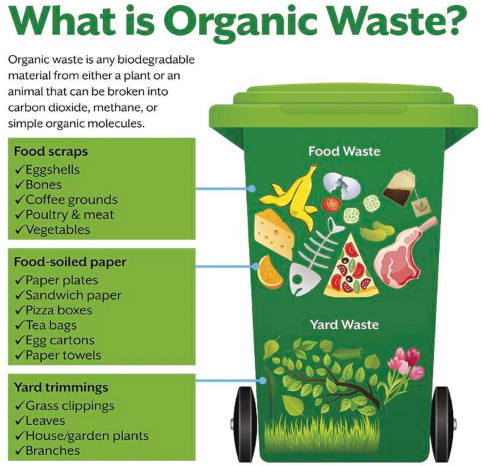 What is Organic Waste?
Organic waste is any biodegradable
material from either a plant or an
animal that can be broken into
carbon dioxide, methane, or
simple organic molecules.
Food scraps
✓Eggshells
✓Bones
✓Coffee grounds
✓Poultry & meat
✓Vegetables
Food-soiled paper
✓Paper plates
✓Sandwich paper
✓Pizza boxes
✓Tea bags
✓Egg cartons
✓Paper towels
Yard trimmings
✓Grass clippings
✓Leaves
✓House/garden plants
✓Branches
Food Waste
Yard Waste